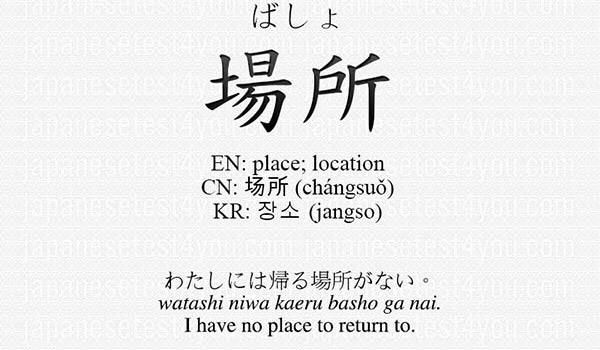 ばしょ
場所
EN: place; location
CN: 场所 (chángsuǒ)
KR: 장소 (jangso)
わたしには帰る場所がない。
watashi niwa kaeru basho ga nai.
I have no place to return to.